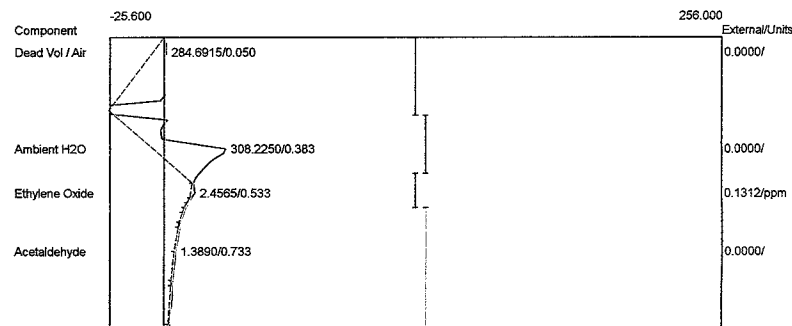 -25.600 256.000
Component External/Units
Dead Vol / Air 284.6915/0.050 0.0000/
Ambient H2O 308.2250/0.383 0.0000/
Ethylene Oxide 2.4565/0.533 0.1312/ppm
Acetaldehyde 1.3890/0.733 0.0000/